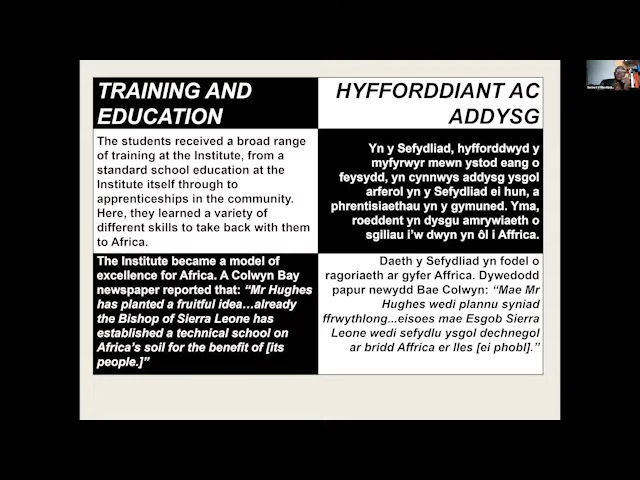 TRAINING AND
EDUCATION
The students received a broad range
of training at the Institute, from a
standard school education at the
Institute itself through to
apprenticeships in the community.
Here, they learned a variety of
different skills to take back with them
to Africa.
The Institute became a model of
excellence for Africa. A Colwyn Bay
newspaper reported that: “Mr Hughes
has planted a fruitful idea…already
the Bishop of Sierra Leone has
established a technical school on
Africa’s soil for the benefit of [its
people.]”
HYFFORDDIANT AC
ADDYSG
Yn y Sefydliad, hyfforddwyd y
myfyrwyr mewn ystod eang o
feysydd, yn cynnwys addysg ysgol
arferol yn y Sefydliad ei hun, a
phrentisiaethau yn y gymuned. Yma,
roeddent yn dysgu amrywiaeth o
sgiliau i’w dwyn yn ôl i Affrica.
Daeth y Sefydliad yn fodel o
ragoriaeth ar gyfer Affrica. Dywedodd
papur newydd Bae Colwyn: “Mae Mr
Hughes wedi plannu syniad
ffrwythlong...eisoes mae Esgob Sierra
Leone wedi sefydlu ysgol dechnegol
ar bridd Affrica er lles [ei phobl].”